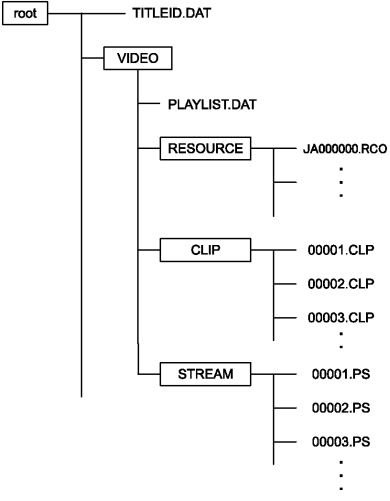 root
TITLEID.DAT
VIDEO
PLAYLIST.DAT
RESOURCE
JA000000.RCO
CLIP
00001.CLP
00002.CLP
00003.CLP
STREAM
00001.PS
00002.PS
00003.PS